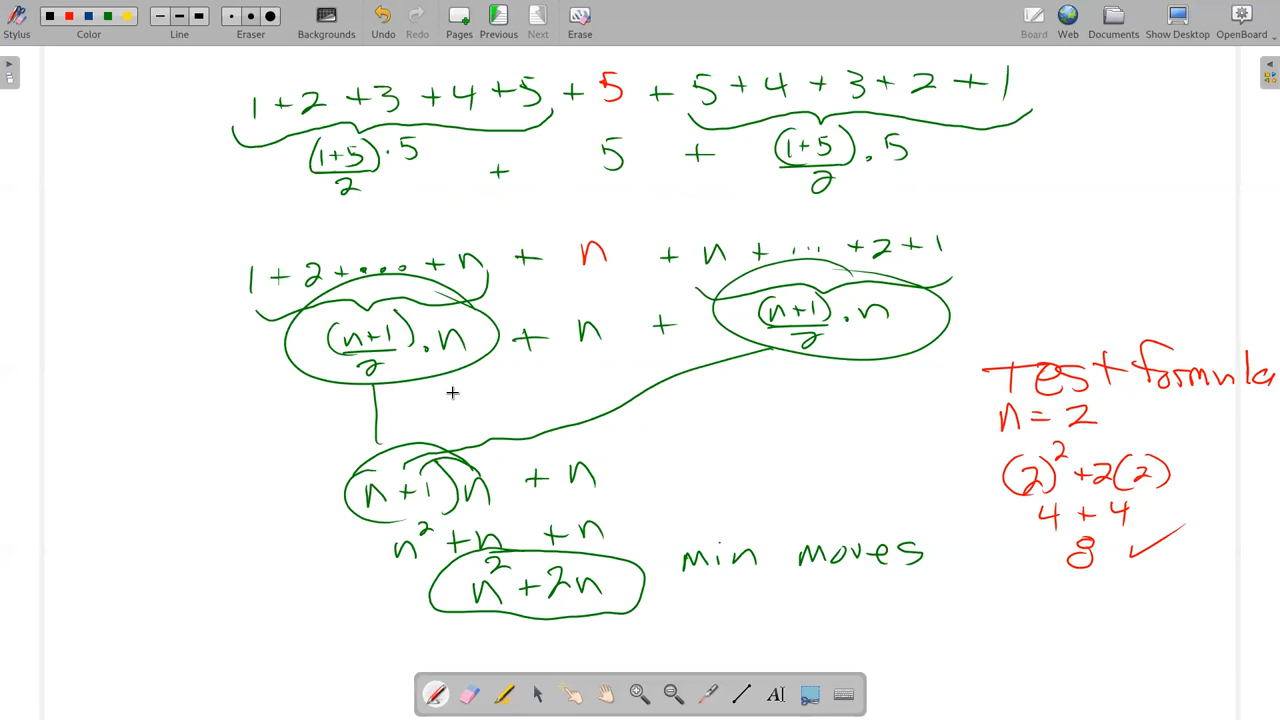 Stylus Color Line Eraser Backgrounds Undo Redo Pages Previous Next Erase Board Web Documents Show Desktop OpenBoard
1 + 2 + 3 + 4 + 5 + 5 + 5 + 4 + 3 + 2 + 1
(1+5)/2 · 5 + 5 + (1+5)/2 · 5
1 + 2 + ... + n + n + n + ... + 2 + 1
(n+1)/2 · n + n + (n+1)/2 · n
(n+1)n + n
n² + n + n
n² + 2n min moves
Test formula
n = 2
(2)² + 2(2)
4 + 4
8 ✓
AI